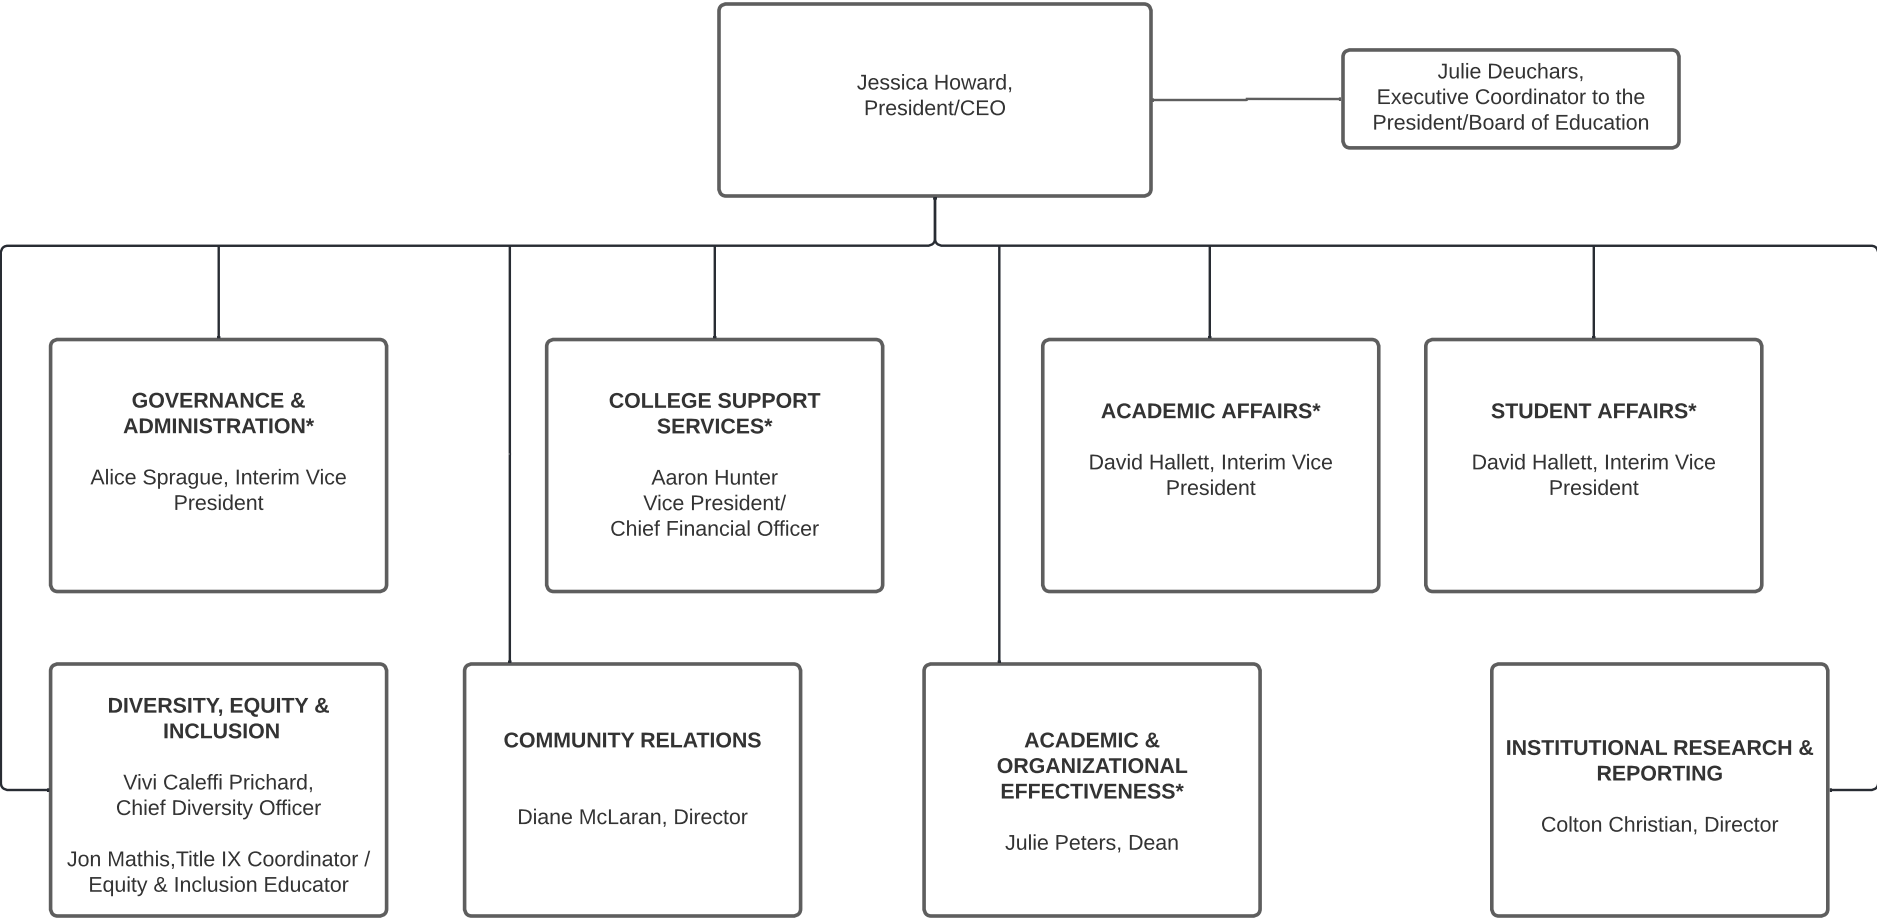 Jessica Howard,
President/CEO
Julie Deuchars,
Executive Coordinator to the
President/Board of Education
GOVERNANCE &
ADMINISTRATION*
Alice Sprague, Interim Vice
President
COLLEGE SUPPORT
SERVICES*
Aaron Hunter
Vice President/
Chief Financial Officer
ACADEMIC AFFAIRS*
David Hallett, Interim Vice
President
STUDENT AFFAIRS*
David Hallett, Interim Vice
President
DIVERSITY, EQUITY &
INCLUSION
Vivi Caleffi Prichard,
Chief Diversity Officer
Jon Mathis,Title IX Coordinator /
Equity & Inclusion Educator
COMMUNITY RELATIONS
Diane McLaran, Director
ACADEMIC &
ORGANIZATIONAL
EFFECTIVENESS*
Julie Peters, Dean
INSTITUTIONAL RESEARCH &
REPORTING
Colton Christian, Director